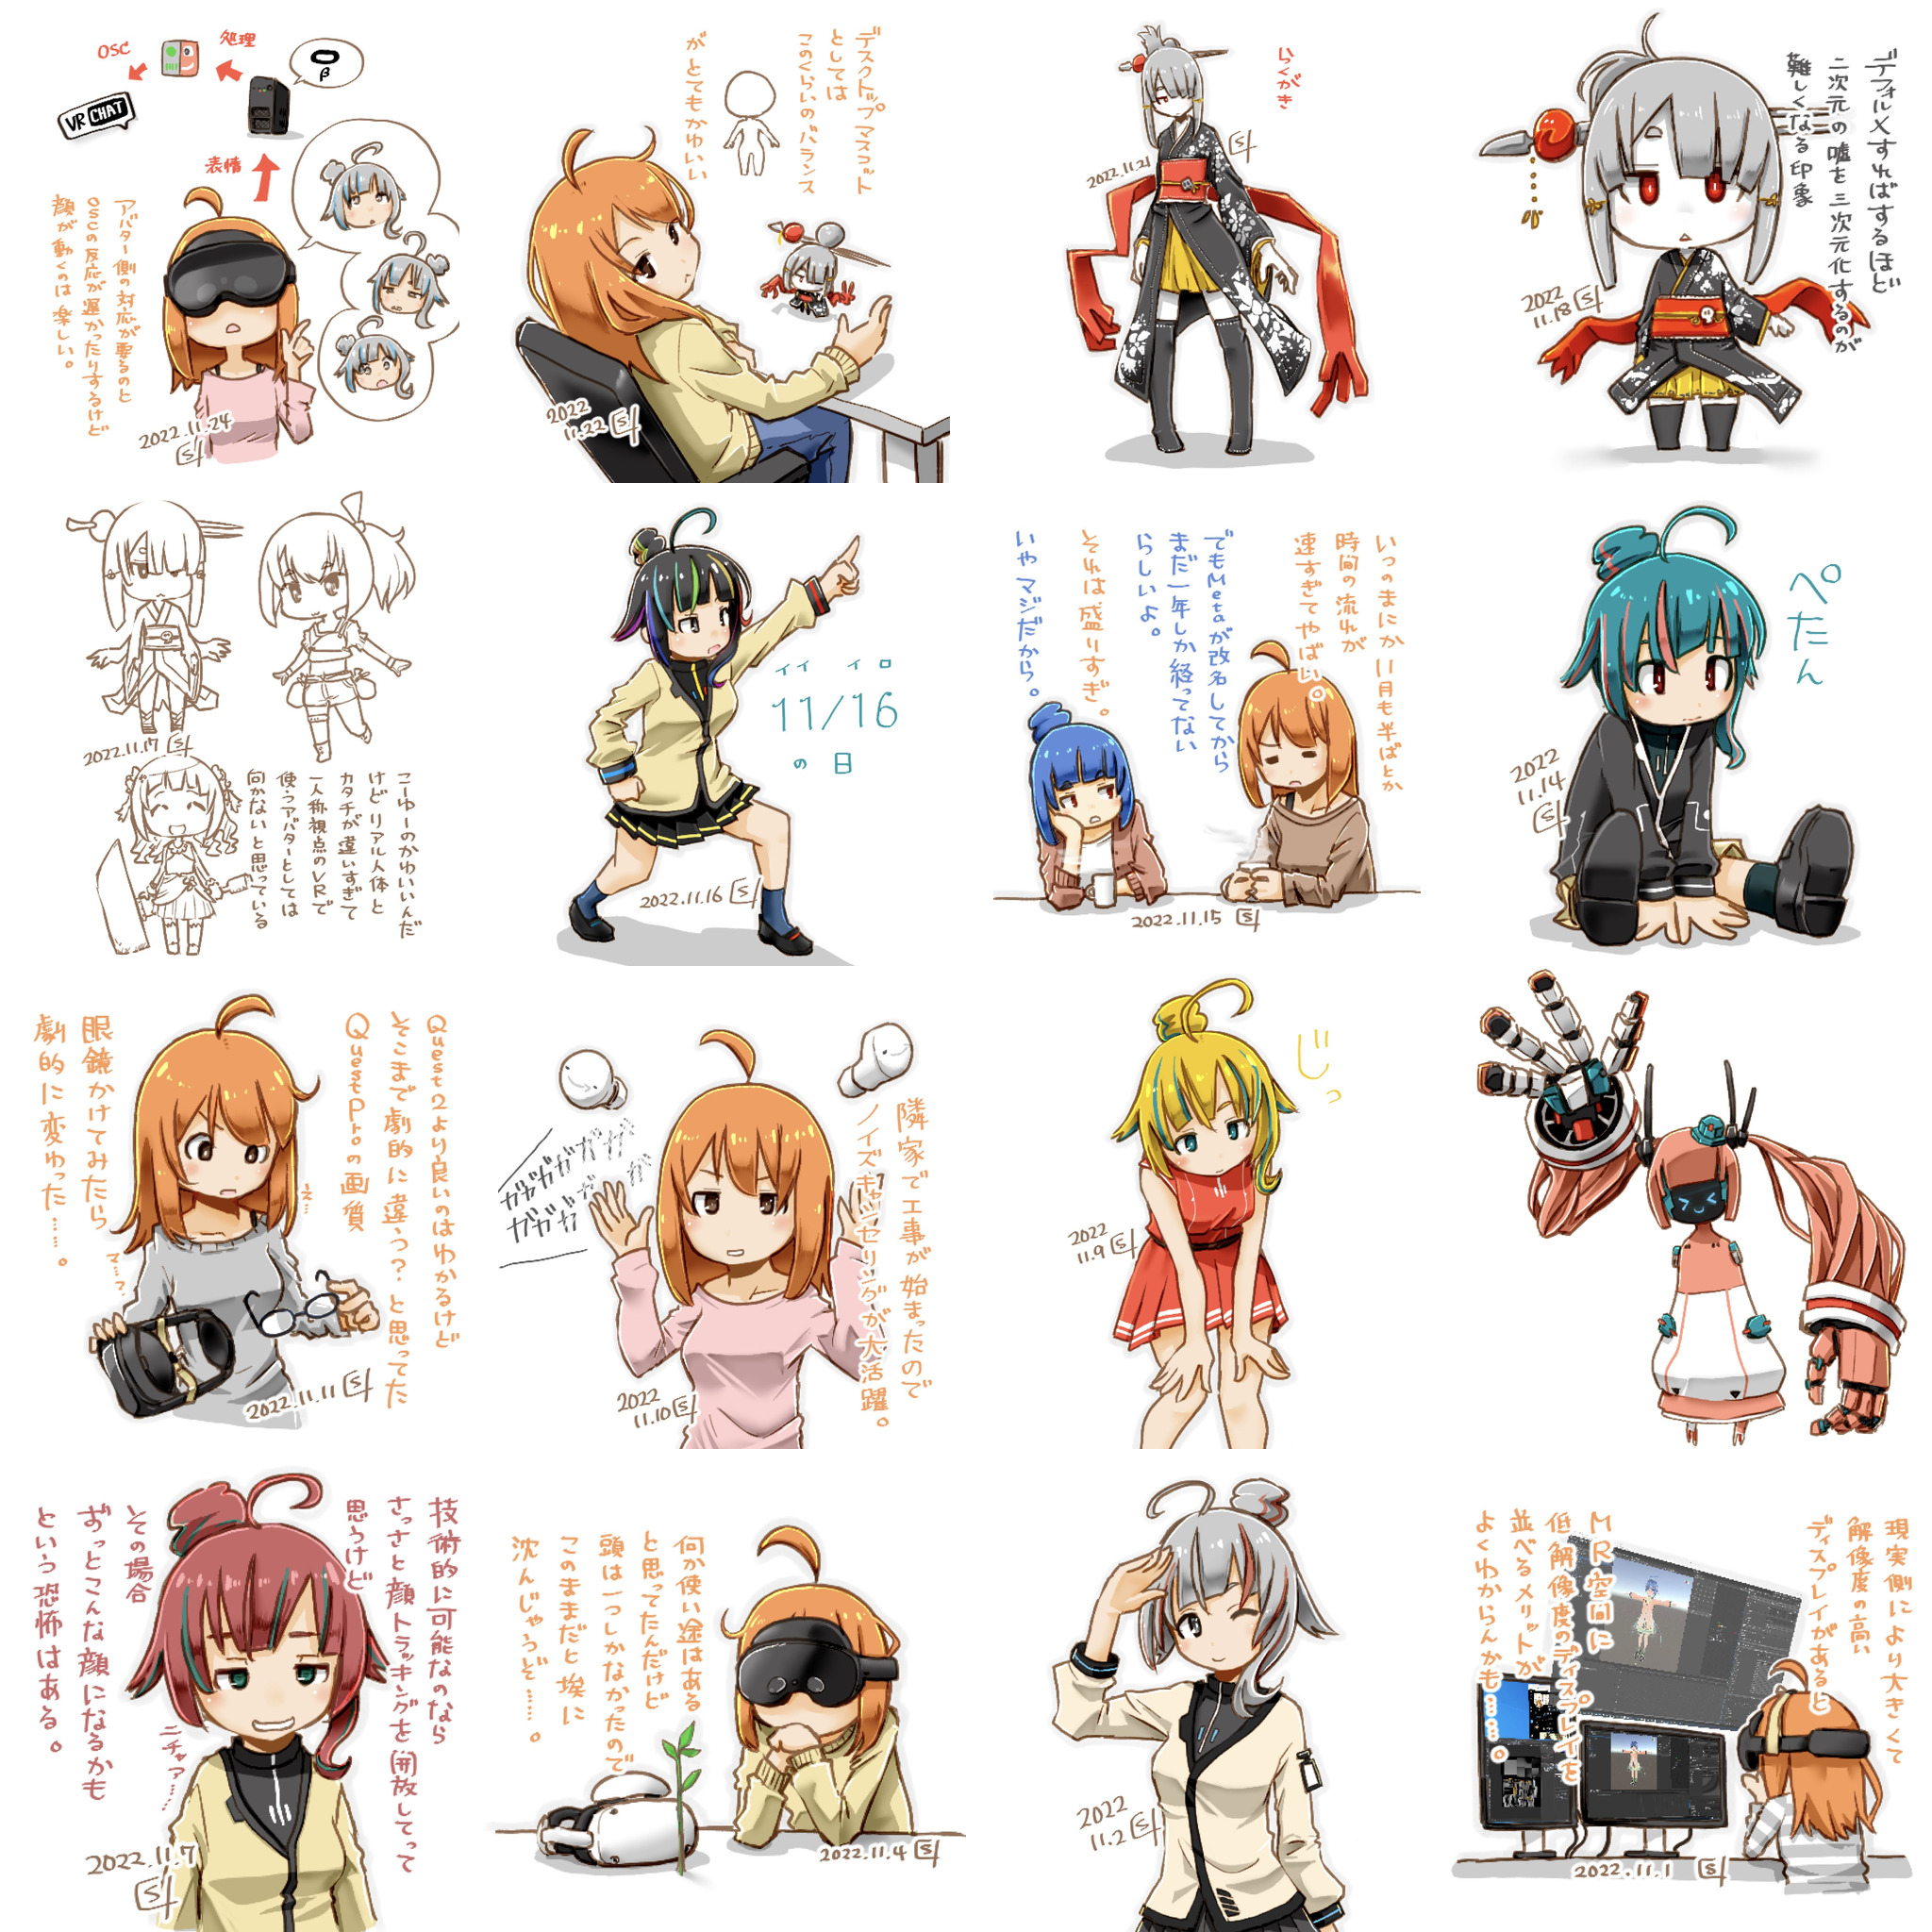 OSC
処理
β
VRCHAT
表情
アバター側の対応が要るのと
OSCの反応が遅かったりするけど
顔が動くのは楽しい。
2022.11.24
デスクトップマスコット
としては
このくらいのバランス
がとてもかゆいい
2022
11.22
らくがき
2022.11.21
デフォルメすればするほど
二次元の嘘を三次元化するのが
難しくなる印象
2022
11.18
2022.11.17
こーゆーのかわいいんだ
けどリアル人体と
カタチが違いすぎて
一人称視点のVRで
使うアバターとしては
向かないと思っている
イイ イロ
11/16
の日
2022.11.16
いつのまにか11月も半ばとか
時間の流れが
速すぎてやばい。
でもMetaが改名してから
まだ一年しか経ってない
らしいよ。
それは盛りすぎ。
いやマジだから。
2022.11.15
ぺたん
2022
11.14
Quest2より良いのはわかるけど
そこまで劇的に違う?と思ってた
QuestProの画質
え…
眼鏡かけてみたら
劇的に変わった……。
マ…?
2022.11.11
ガガガガガガガ
ガガガガ
隣家で工事が始まったので
ノイズキャンセリングが大活躍。
2022
11.10
じっ
2022
11.9
技術的に可能なのなら
さっさと顔トラッキングを開放してって
思うけど
その場合
ずっとこんな顔になるかも
という恐怖はある。
ニチャァ…
2022.11.7
何か使い途はある
と思ってたんだけど
頭は一つしかなかったので
このままだと埃に
沈んじゃうぞ……。
2022.11.4
2022
11.2
現実側により大きくて
解像度の高い
ディスプレイがあると
MR空間に
低解像度のディスプレイを
並べるメリットが
よくわからんかも……。
2022.11.1